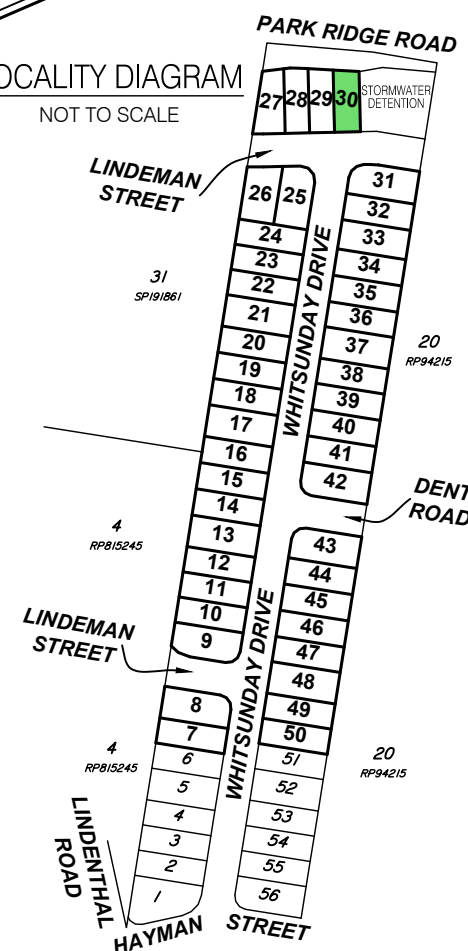 PARK RIDGE ROAD
OCALITY DIAGRAM
NOT TO SCALE
27 28 29 30
STORMWATER
DETENTION
LINDEMAN
STREET
26 25
31
24
32
23
33
22
34
31
SP191861
21
35
20
36
19
37
20
RP94215
18
38
17
39
16
40
15
41
14
42
WHITSUNDAY DRIVE
DENT
ROAD
13
43
4
RP815245
12
44
11
45
10
46
9
47
LINDEMAN
STREET
48
8
49
7
50
WHITSUNDAY DRIVE
6
51
4
RP815245
20
RP94215
5
52
4
53
3
54
2
55
1
56
LINDENTHAL
ROAD
HAYMAN STREET